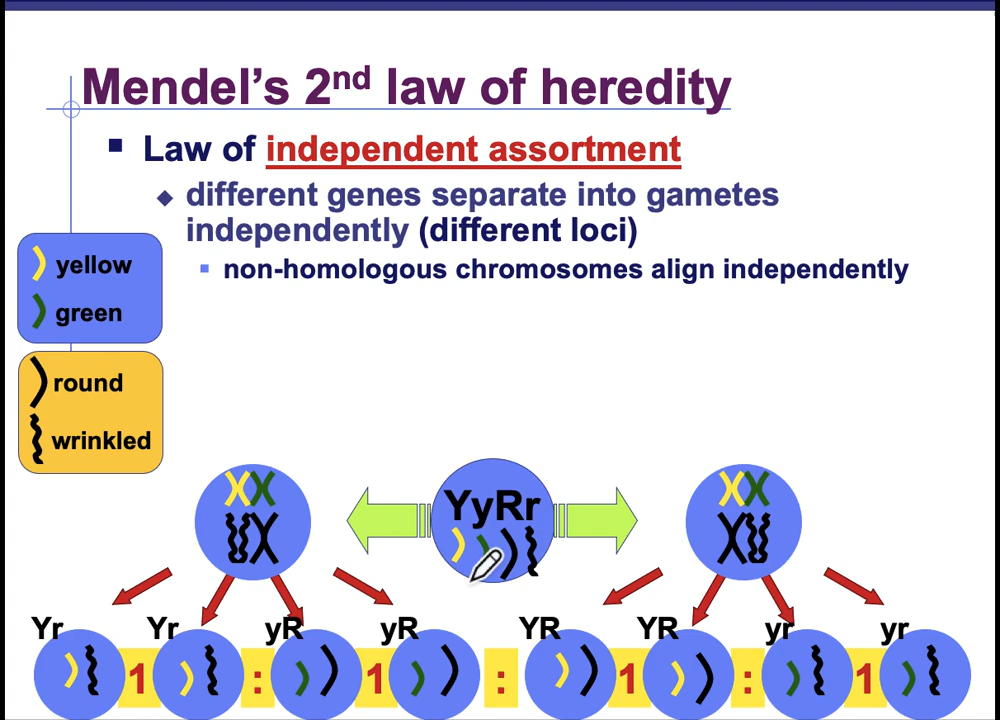 Mendel’s 2nd law of heredity
Law of independent assortment
different genes separate into gametes
independently (different loci)
non-homologous chromosomes align independently
yellow
green
round
wrinkled
YyRr
Yr Yr yR yR YR YR yr yr
1 : 1 : 1 : 1